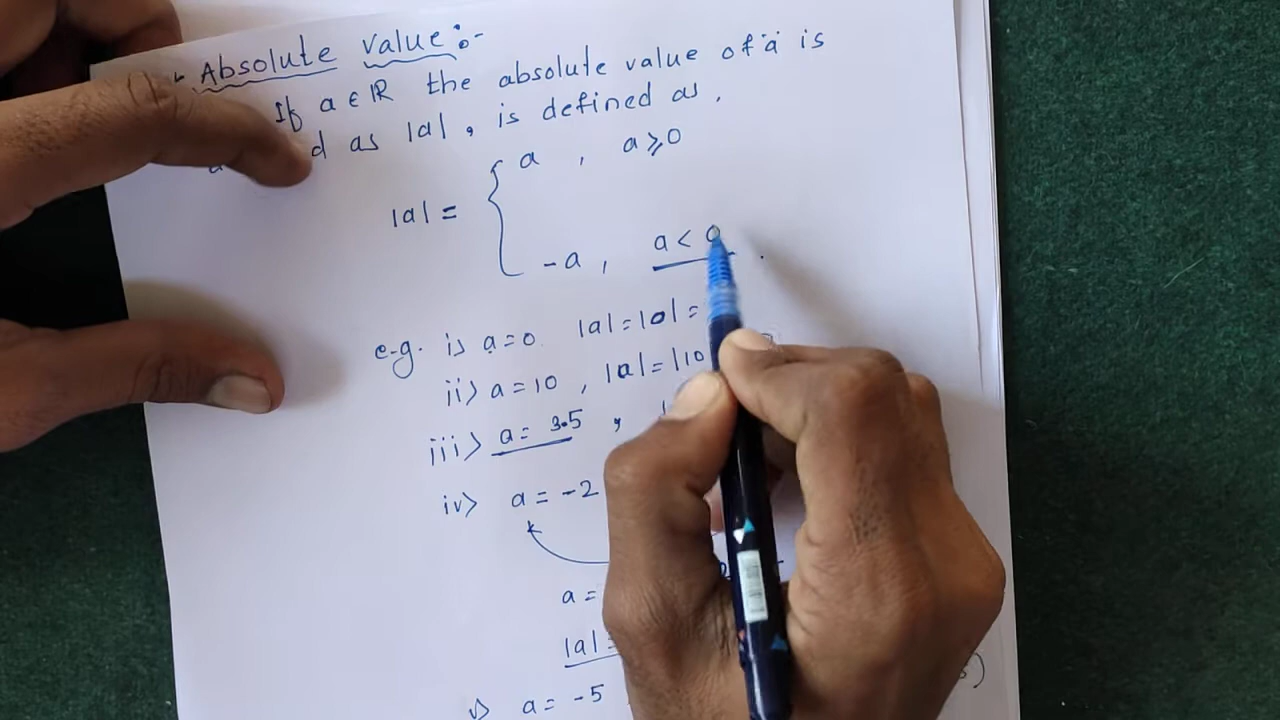 Absolute value :-
If a ∈ ℝ the absolute value of 'a' is
as |a|, is defined as,
|a| = { a , a ⩾ 0
-a , a < 0 .
e.g. i> a=0 |a|=|0|=
ii> a=10 , |a|=|10
iii> a= 3.5 ,
iv> a = -2
a =
|a|=
v> a = -5